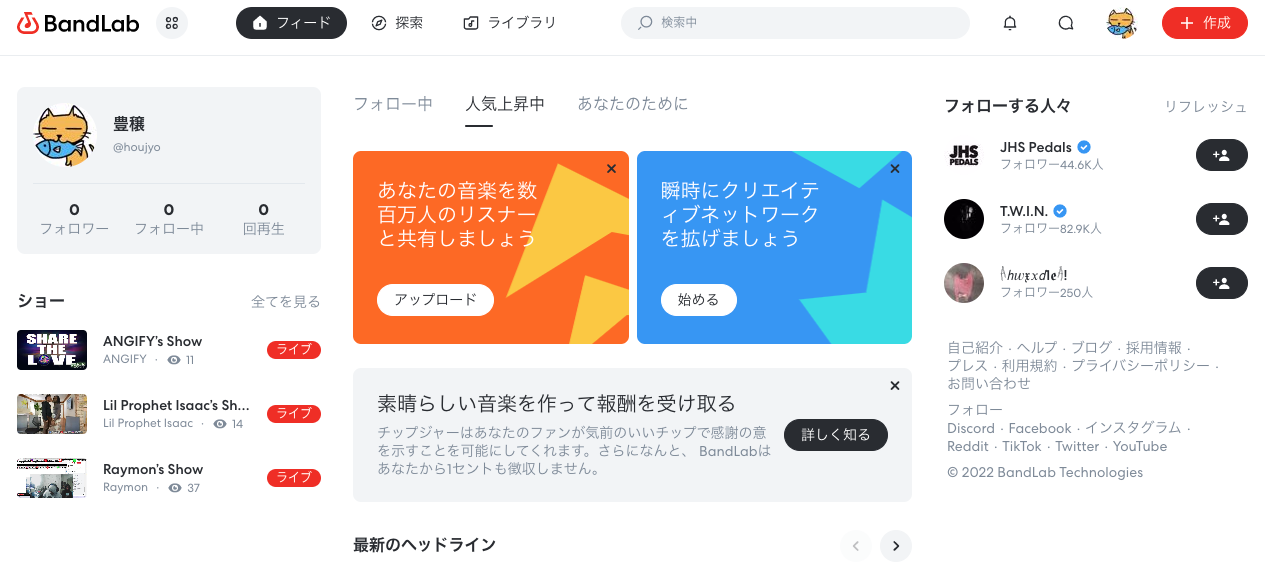 BandLab
フィード
探索
ライブラリ
検索中
作成
豊穣
@houjyo
0
0
0
フォロワー
フォロー中
回再生
ショー
全てを見る
SHARE
THE
LOVE
ANGIFY’s Show
ANGIFY · 11
ライブ
Lil Prophet Isaac’s Sh...
Lil Prophet Isaac · 14
ライブ
Raymon’s Show
Raymon · 37
ライブ
フォロー中
人気上昇中
あなたのために
あなたの音楽を数
百万人のリスナー
と共有しましょう
アップロード
瞬時にクリエイテ
ィブネットワーク
を拡げましょう
始める
素晴らしい音楽を作って報酬を受け取る
チップジャーはあなたのファンが気前のいいチップで感謝の意
を示すことを可能にしてくれます。さらになんと、 BandLabは
あなたから1セントも徴収しません。
詳しく知る
最新のヘッドライン
フォローする人々
リフレッシュ
JHS
PEDALS
JHS Pedals
フォロワー44.6K人
T.W.I.N.
フォロワー82.9K人
フォロワー250人
自己紹介 · ヘルプ · ブログ · 採用情報 ·
プレス · 利用規約 · プライバシーポリシー ·
お問い合わせ
フォロー
Discord · Facebook · インスタグラム ·
Reddit · TikTok · Twitter · YouTube
© 2022 BandLab Technologies